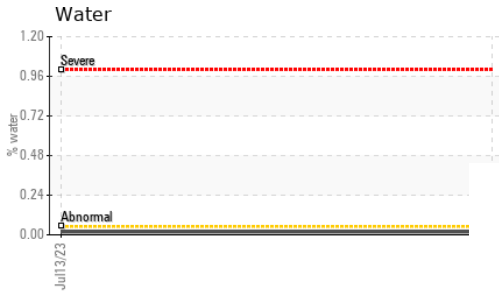 Water
1.20
Severe
0.96
0.72
% water
0.48
0.24
Abnormal
0.00
Jul13/23